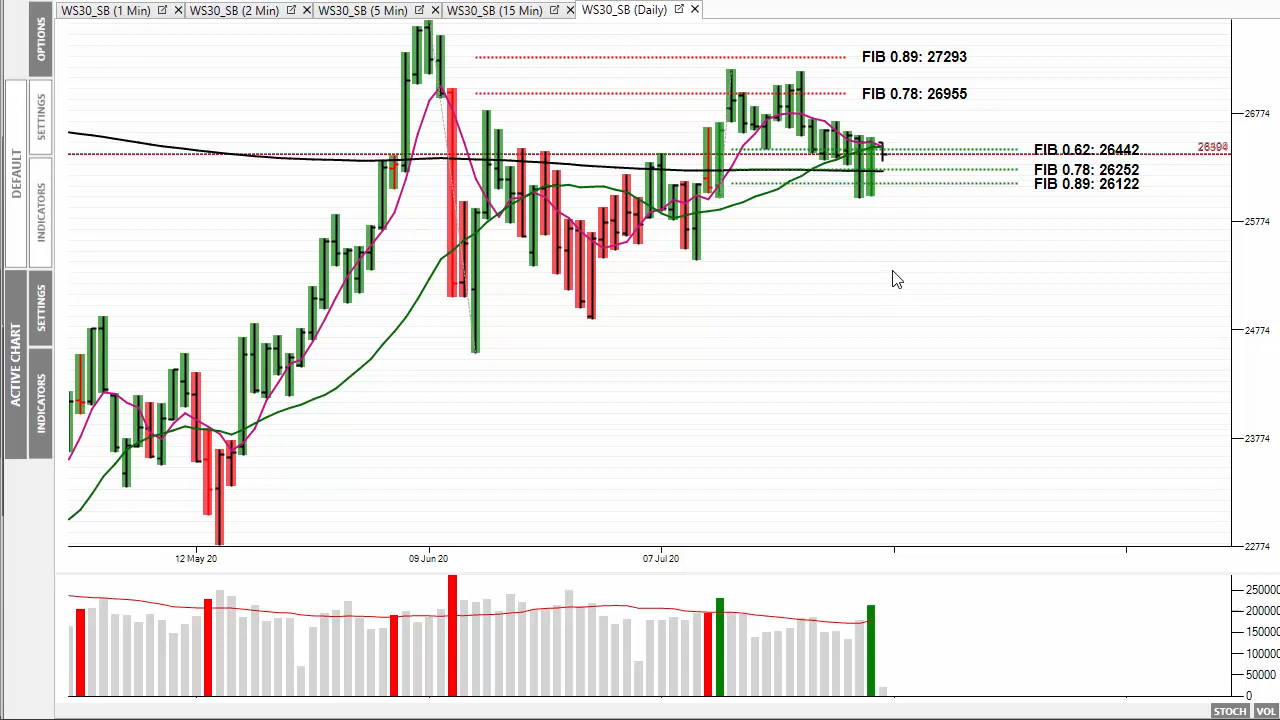 WS30_SB (1 Min) WS30_SB (2 Min) WS30_SB (5 Min) WS30_SB (15 Min) WS30_SB (Daily)
OPTIONS
DEFAULT
SETTINGS
INDICATORS
ACTIVE CHART
SETTINGS
INDICATORS
FIB 0.89: 27293
FIB 0.78: 26955
FIB 0.62: 26442
FIB 0.78: 26252
FIB 0.89: 26122
26774
25774
24774
23774
22774
12 May 20 09 Jun 20 07 Jul 20
250000
200000
150000
100000
50000
0
STOCH VOL